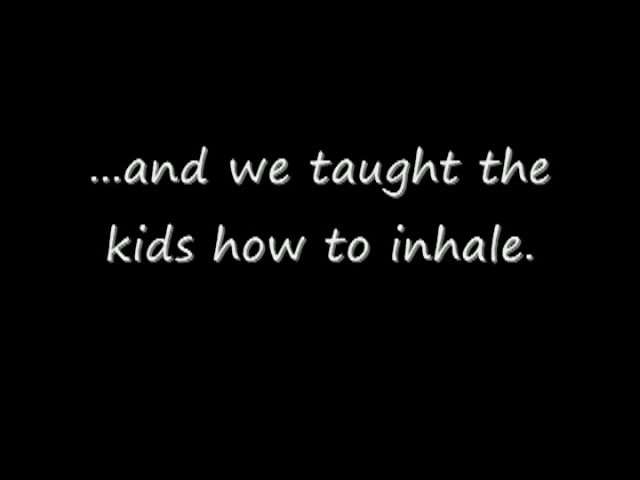 ...and we taught the
kids how to inhale.